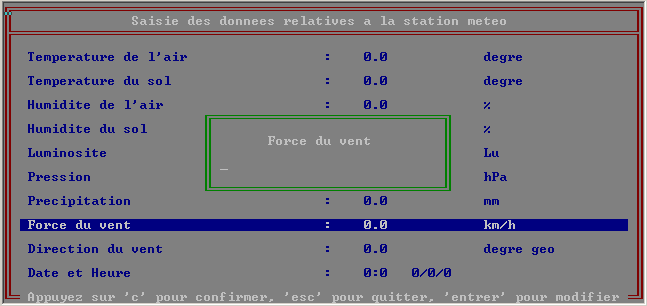 Saisie des donnees relatives a la station meteo
Temperature de l'air : 0.0 degre
Temperature du sol : 0.0 degre
Humidite de l'air : 0.0 %
Humidite du sol %
Luminosite Lu
Pression hPa
Force du vent
_
Precipitation : 0.0 mm
Force du vent : 0.0 km/h
Direction du vent : 0.0 degre geo
Date et Heure : 0:0 0/0/0
Appuyez sur 'c' pour confirmer, 'esc' pour quitter, 'entrer' pour modifier